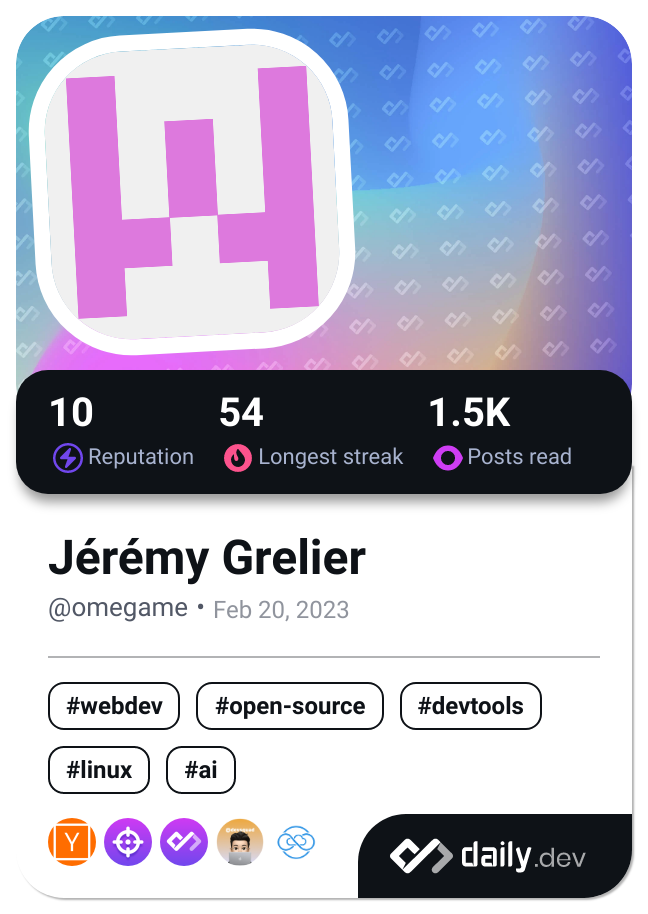 10 54 1.5K
Reputation Longest streak Posts read
Jérémy Grelier
@omegame • Feb 20, 2023
#webdev #open-source #devtools
#linux #ai
Y
daily.dev